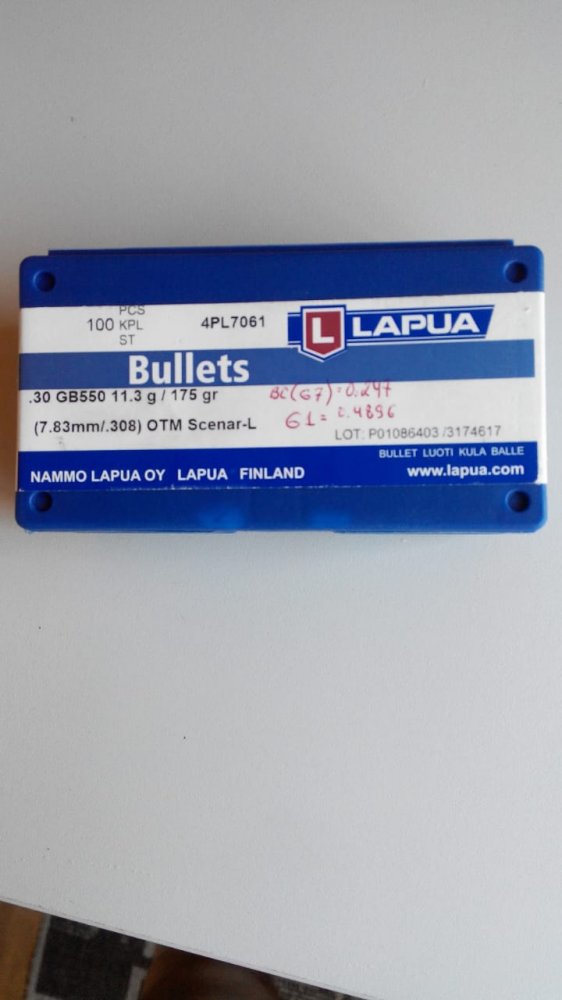 PCS
100 KPL
ST
4PL7061
L LAPUA
Bullets
.30 GB550 11.3 g / 175 gr
BC(G7)=0.247
G1=0.4896
(7.83mm/.308) OTM Scenar-L
LOT: P01086403 /3174617
BULLET LUOTI KULA BALLE
NAMMO LAPUA OY LAPUA FINLAND
www.lapua.com